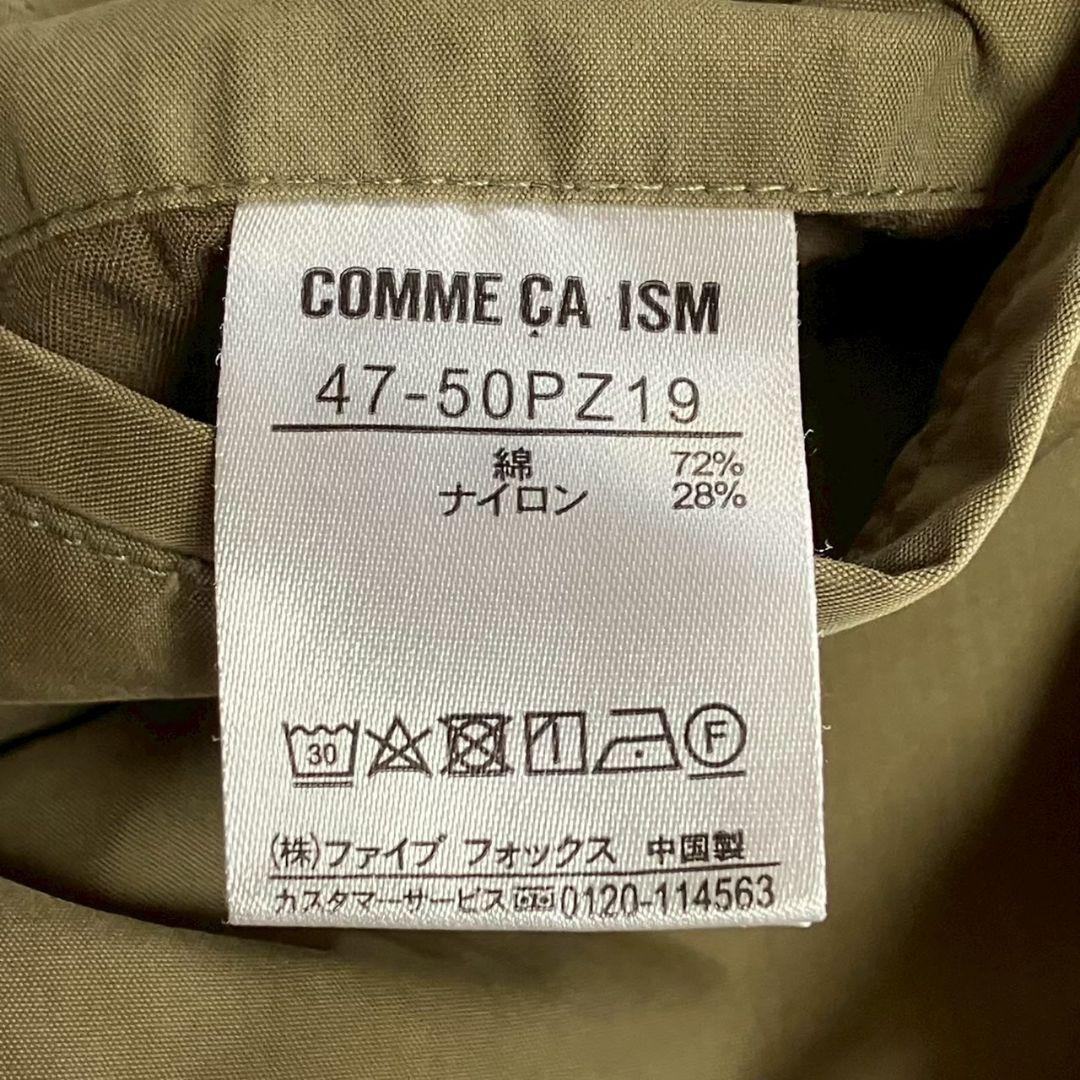 COMME ÇA ISM
47-50PZ19
綿 72%
ナイロン 28%
30 F
(株)ファイブ フォックス 中国製
カスタマーサービス 0120-114563